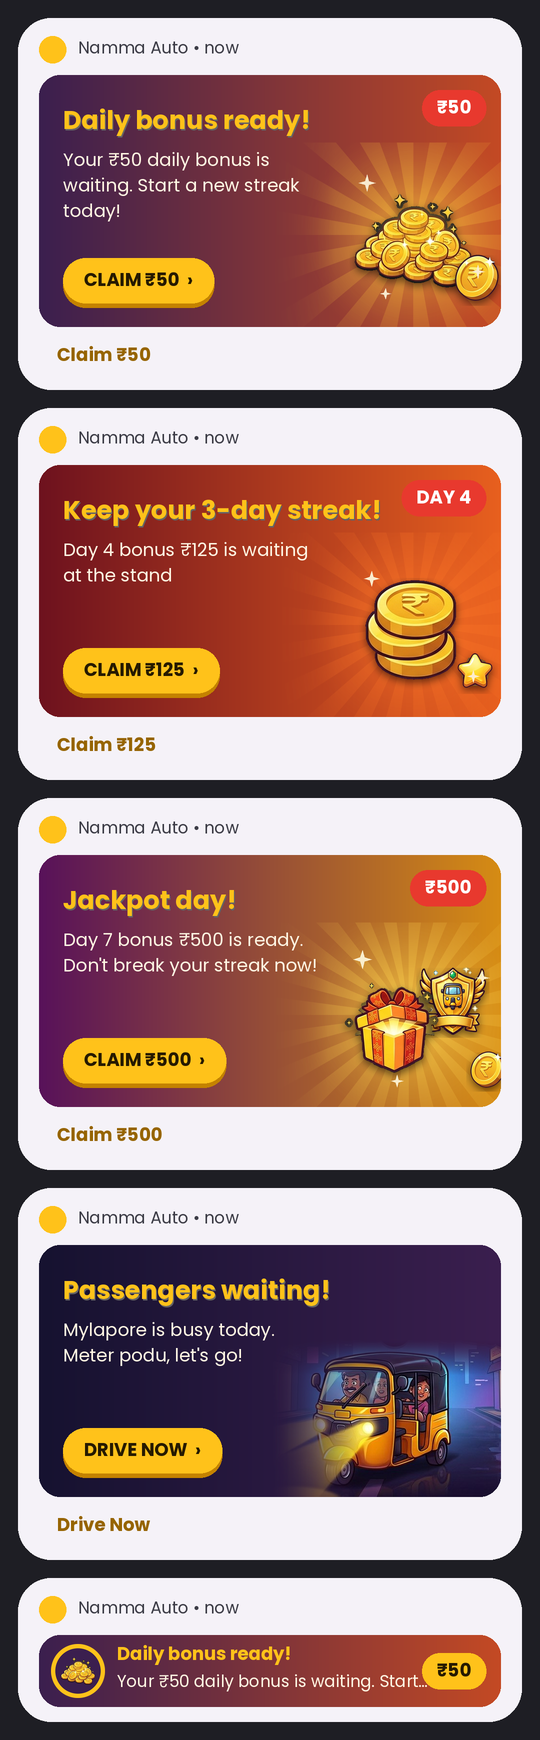 Namma Auto • now
Daily bonus ready!
₹50
Your ₹50 daily bonus is
waiting. Start a new streak
today!
CLAIM ₹50 ›
Claim ₹50
Namma Auto • now
Keep your 3-day streak!
DAY 4
Day 4 bonus ₹125 is waiting
at the stand
CLAIM ₹125 ›
Claim ₹125
Namma Auto • now
Jackpot day!
₹500
Day 7 bonus ₹500 is ready.
Don't break your streak now!
CLAIM ₹500 ›
Claim ₹500
Namma Auto • now
Passengers waiting!
Mylapore is busy today.
Meter podu, let's go!
DRIVE NOW ›
Drive Now
Namma Auto • now
Daily bonus ready!
Your ₹50 daily bonus is waiting. Start...
₹50